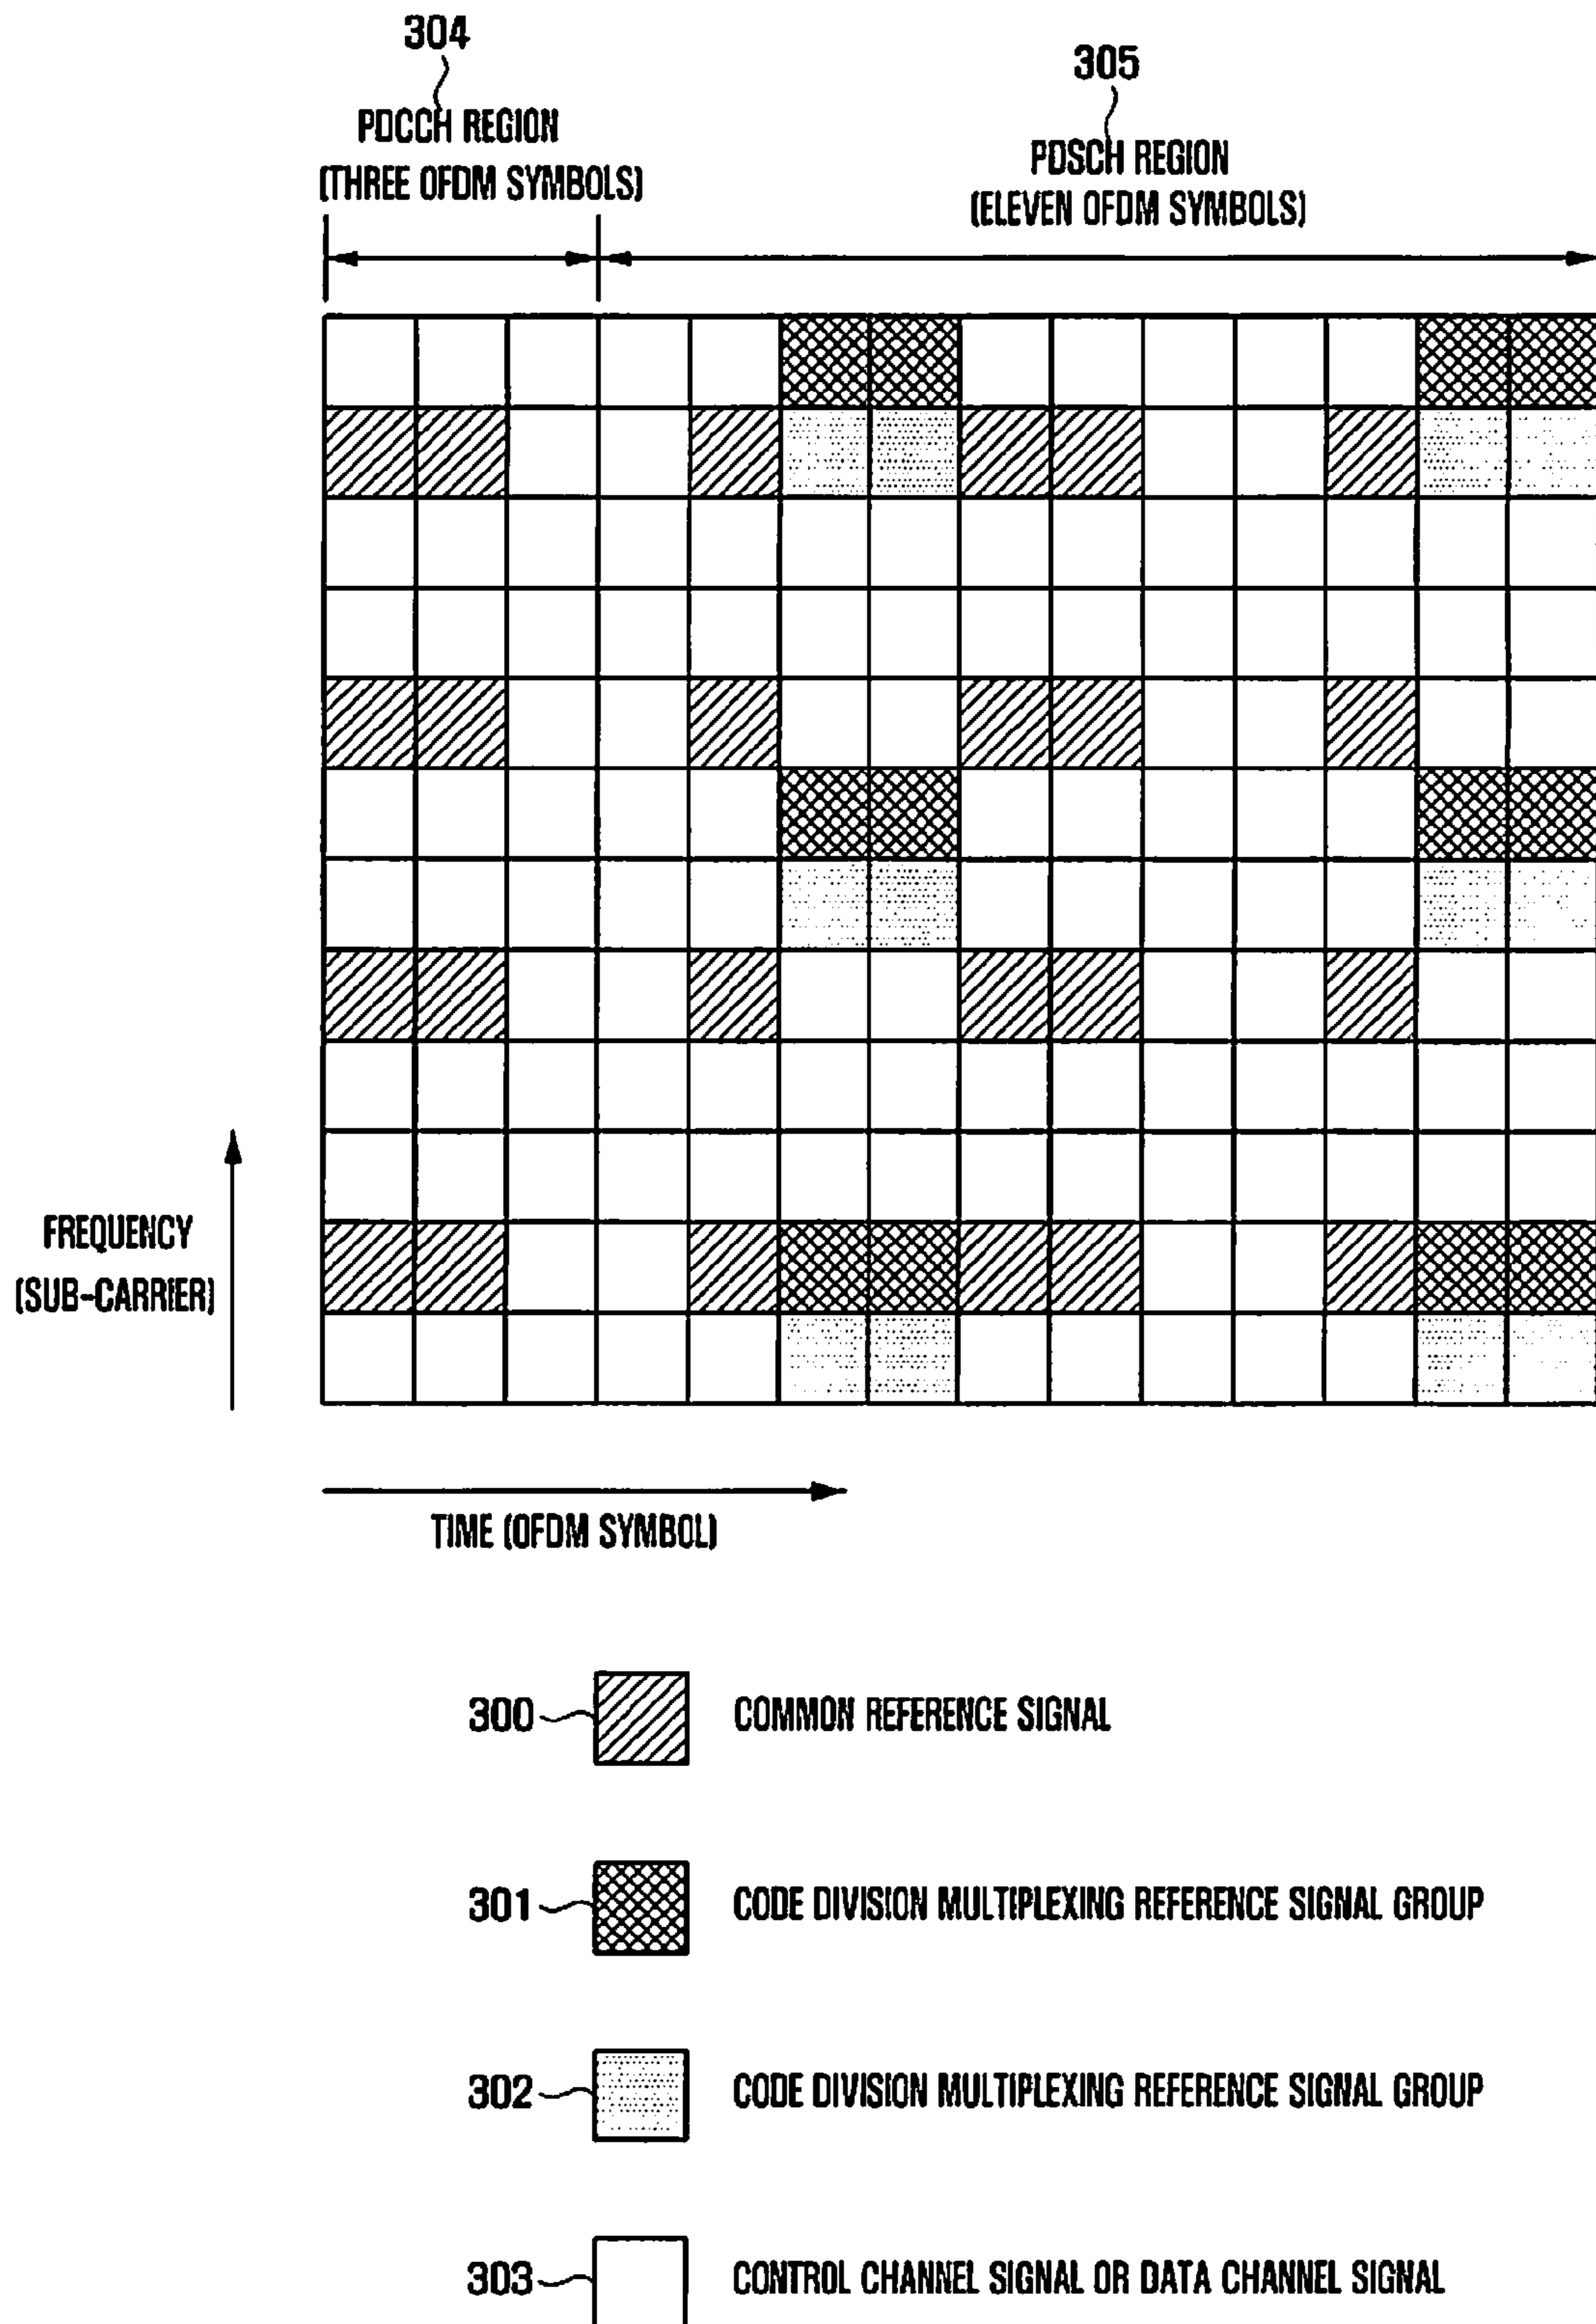 304
PDCCH REGION
(THREE OFDM SYMBOLS)
305
PDSCH REGION
(ELEVEN OFDM SYMBOLS)
FREQUENCY
(SUB-CARRIER)
TIME (OFDM SYMBOL)
300 COMMON REFERENCE SIGNAL
301 CODE DIVISION MULTIPLEXING REFERENCE SIGNAL GROUP
302 CODE DIVISION MULTIPLEXING REFERENCE SIGNAL GROUP
303 CONTROL CHANNEL SIGNAL OR DATA CHANNEL SIGNAL